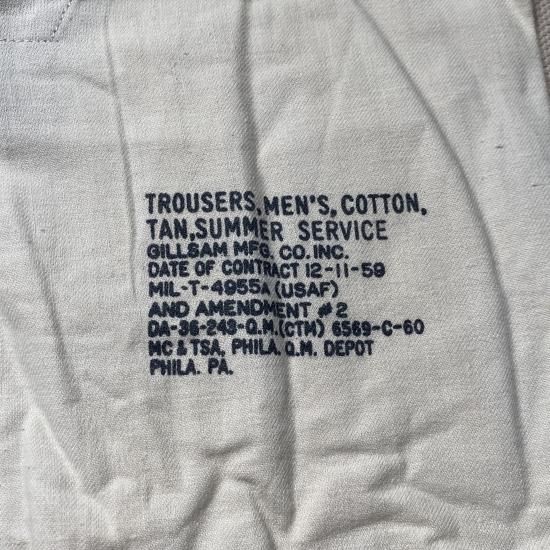 TROUSERS, MEN'S, COTTON,
TAN, SUMMER SERVICE
GILLSAM MFG. CO. INC.
DATE OF CONTRACT 12-11-59
MIL-T-4955A (USAF)
AND AMENDMENT #2
DA-36-243-Q.M.(CTM) 6569-C-60
MC & TSA, PHILA. Q.M. DEPOT
PHILA. PA.